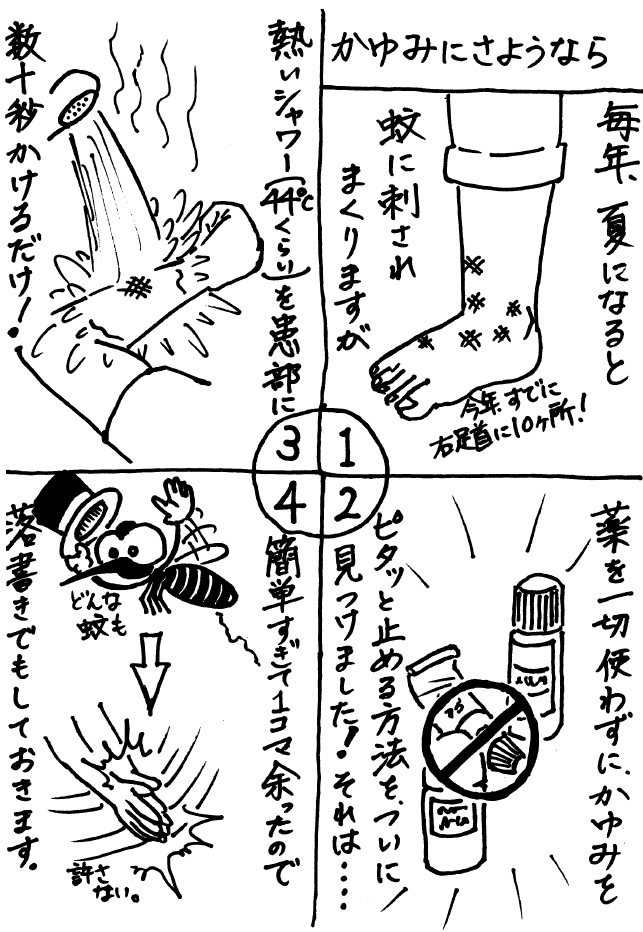 かゆみにさようなら
毎年、夏になると
蚊に刺され
まくりますが
今年すでに
右足首に10ヶ所!
1
薬を一切使わずに、かゆみを
ピタッと止める方法を、ついに
見つけました!それは‥‥
2
熱いシャワー(44℃くらい)を患部に
数十秒かけるだけ!
3
簡単すぎて1コマ余ったので
落書きでもしておきます。
どんな
蚊も
許さ
ない。
4